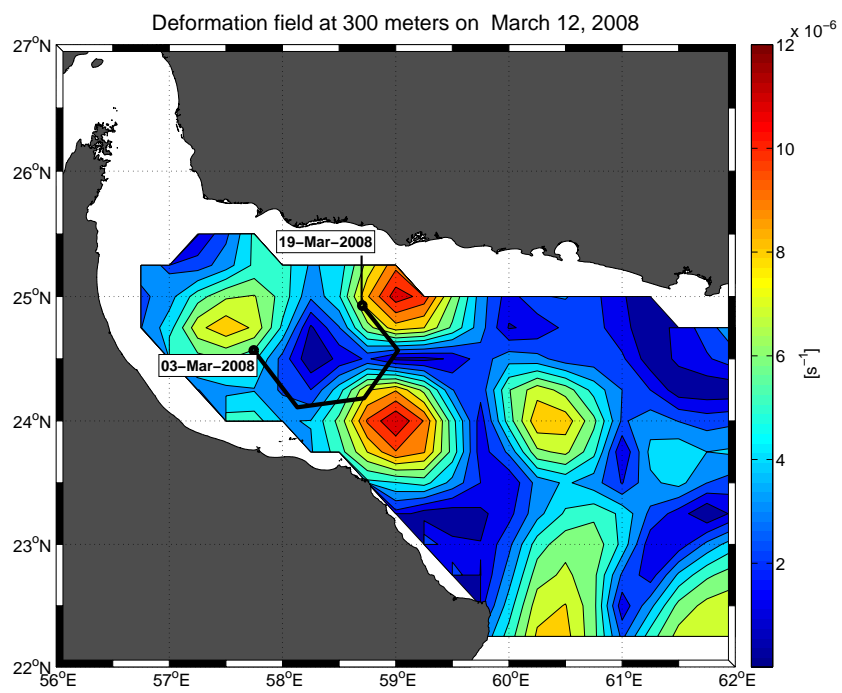 Deformation field at 300 meters on March 12, 2008
x 10⁻⁶
27°N
26°N
25°N
24°N
23°N
22°N
56°E
57°E
58°E
59°E
60°E
61°E
62°E
19−Mar−2008
03−Mar−2008
12
10
8
6
4
2
[s⁻¹]